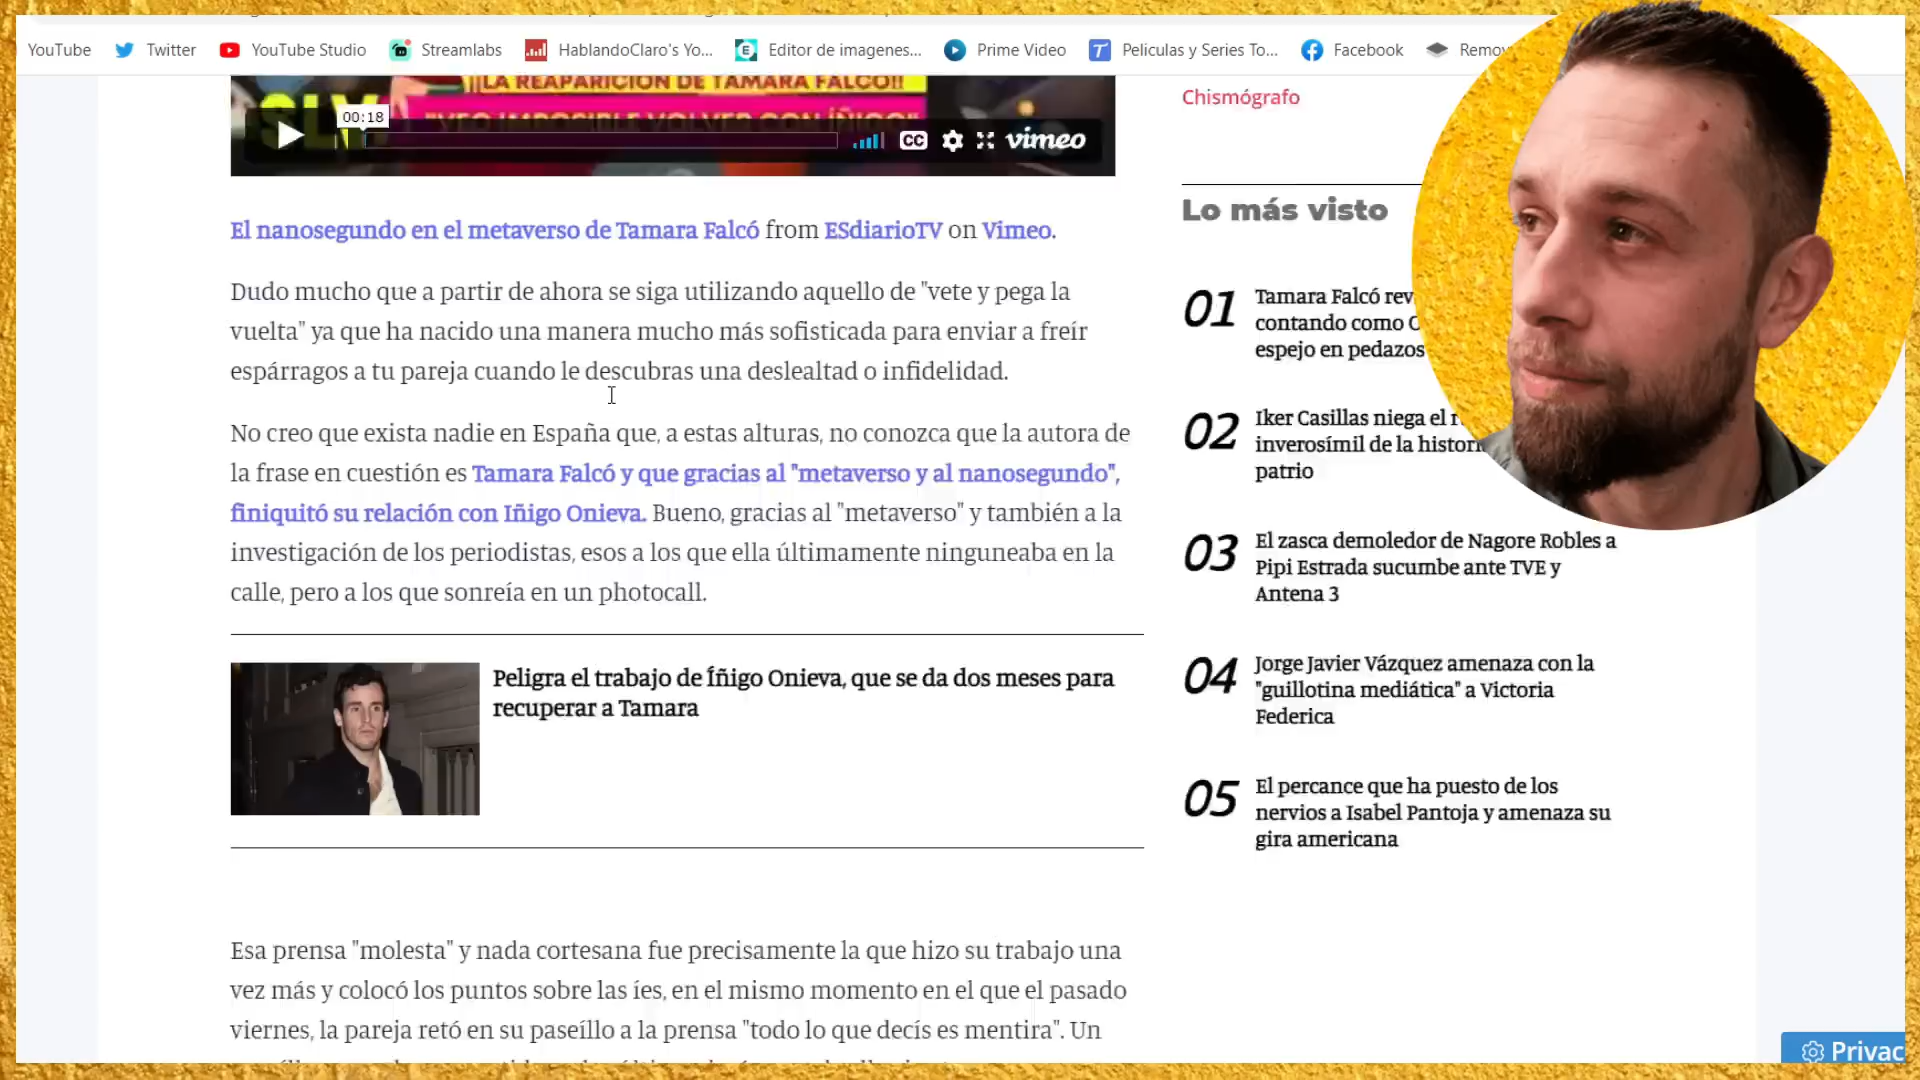 YouTube
Twitter
YouTube Studio
Streamlabs
HablandoClaro's Yo...
Editor de imagenes...
Prime Video
Peliculas y Series To...
Facebook
¡¡LA REAPARICIÓN DE TAMARA FALCÓ!!
"VEO IMPOSIBLE VOLVER CON ÍÑIGO"
00:18
CC
vimeo
El nanosegundo en el metaverso de Tamara Falcó from ESdiarioTV on Vimeo.
Dudo mucho que a partir de ahora se siga utilizando aquello de "vete y pega la
vuelta" ya que ha nacido una manera mucho más sofisticada para enviar a freír
espárragos a tu pareja cuando le descubras una deslealtad o infidelidad.
No creo que exista nadie en España que, a estas alturas, no conozca que la autora de
la frase en cuestión es Tamara Falcó y que gracias al "metaverso y al nanosegundo",
finiquitó su relación con Iñigo Onieva. Bueno, gracias al "metaverso" y también a la
investigación de los periodistas, esos a los que ella últimamente ninguneaba en la
calle, pero a los que sonreía en un photocall.
Peligra el trabajo de Íñigo Onieva, que se da dos meses para
recuperar a Tamara
Esa prensa "molesta" y nada cortesana fue precisamente la que hizo su trabajo una
vez más y colocó los puntos sobre las íes, en el mismo momento en el que el pasado
viernes, la pareja retó en su paseíllo a la prensa "todo lo que decís es mentira". Un
Chismógrafo
Lo más visto
01
Tamara Falcó rev
contando como
espejo en pedazos
02
Iker Casillas niega el
inverosímil de la
patrio
03
El zasca demoledor de Nagore Robles a
Pipi Estrada sucumbe ante TVE y
Antena 3
04
Jorge Javier Vázquez amenaza con la
"guillotina mediática" a Victoria
Federica
05
El percance que ha puesto de los
nervios a Isabel Pantoja y amenaza su
gira americana
Privac